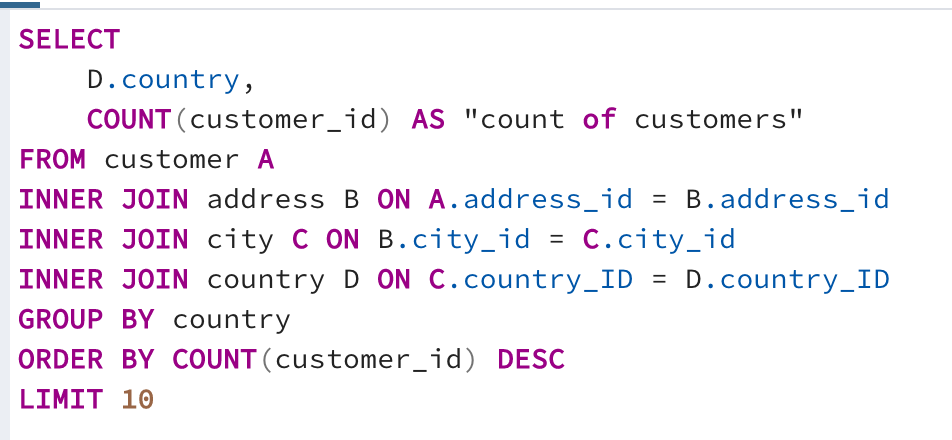 SELECT
    D.country,
    COUNT(customer_id) AS "count of customers"
FROM customer A
INNER JOIN address B ON A.address_id = B.address_id
INNER JOIN city C ON B.city_id = C.city_id
INNER JOIN country D ON C.country_ID = D.country_ID
GROUP BY country
ORDER BY COUNT(customer_id) DESC
LIMIT 10